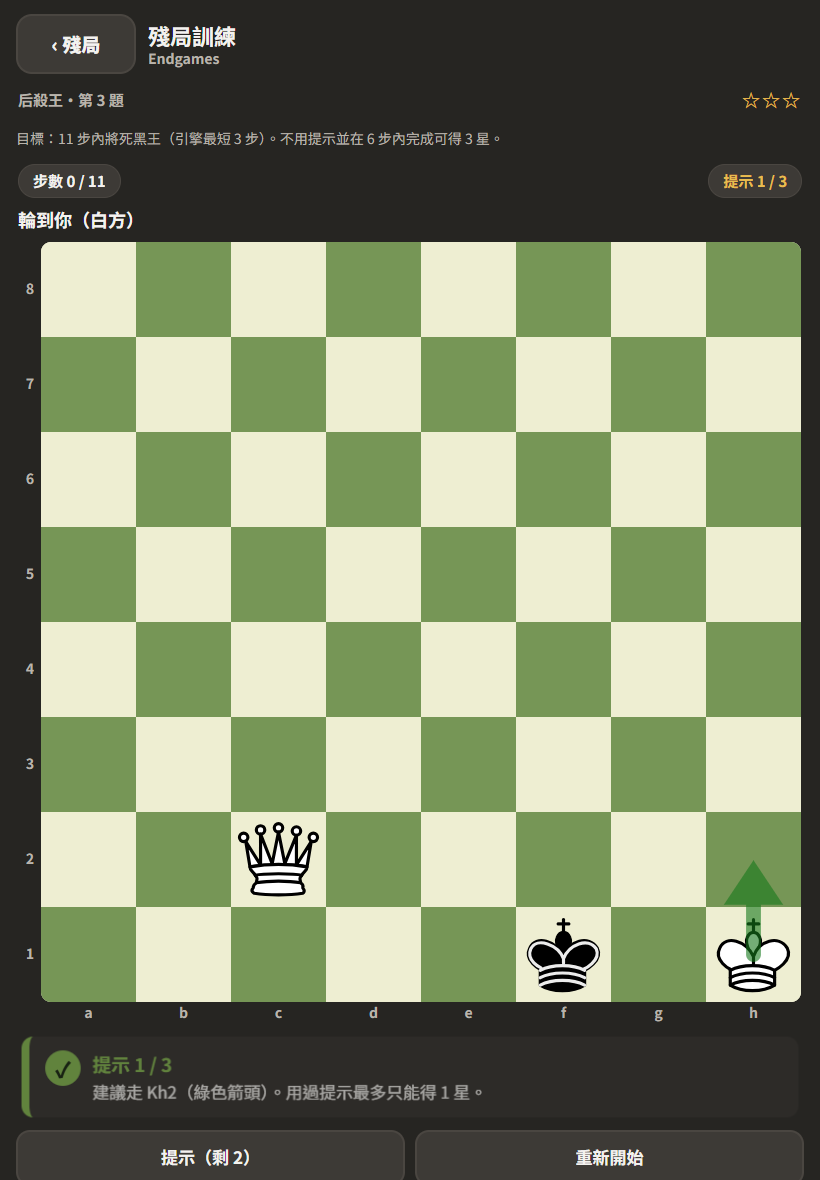 ‹ 殘局
殘局訓練
Endgames
后殺王・第 3 題
☆☆☆
目標：11 步內將死黑王（引擎最短 3 步）。不用提示並在 6 步內完成可得 3 星。
步數 0 / 11
提示 1 / 3
輪到你（白方）
8
7
6
5
4
3
2
1
a b c d e f g h
✓ 提示 1 / 3
建議走 Kh2（綠色箭頭）。用過提示最多只能得 1 星。
提示（剩 2）
重新開始